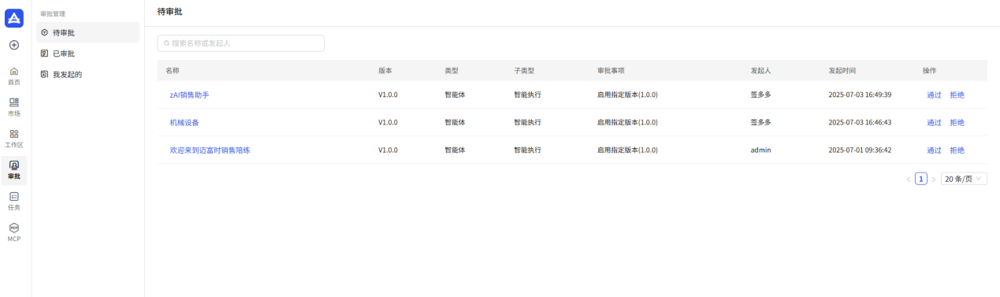 首页
市场
工作区
审批
任务
MCP
审批管理
待审批
已审批
我发起的
待审批
搜索名称或发起人
名称 版本 类型 子类型 审批事项 发起人 发起时间 操作
zAI销售助手 V1.0.0 智能体 智能执行 启用指定版本(1.0.0) 签多多 2025-07-03 16:49:39 通过 拒绝
机械设备 V1.0.0 智能体 智能执行 启用指定版本(1.0.0) 签多多 2025-07-03 16:46:43 通过 拒绝
欢迎来到迈富时销售陪练 V1.0.0 智能体 智能执行 启用指定版本(1.0.0) admin 2025-07-01 09:36:42 通过 拒绝
1 20 条/页